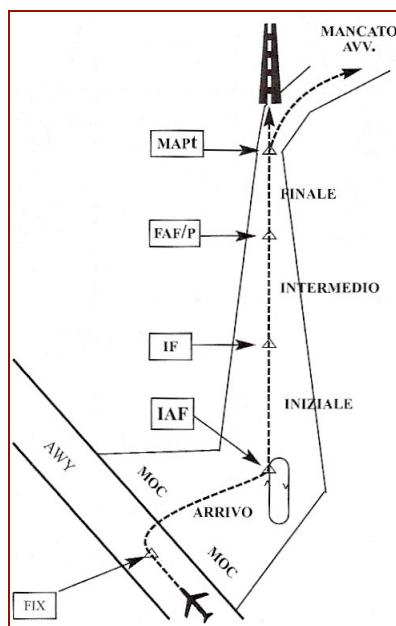 MANCATO
AVV.
MAPt
FINALE
FAF/P
INTERMEDIO
IF
INIZIALE
IAF
AWY
MOC
ARRIVO
MOC
FIX